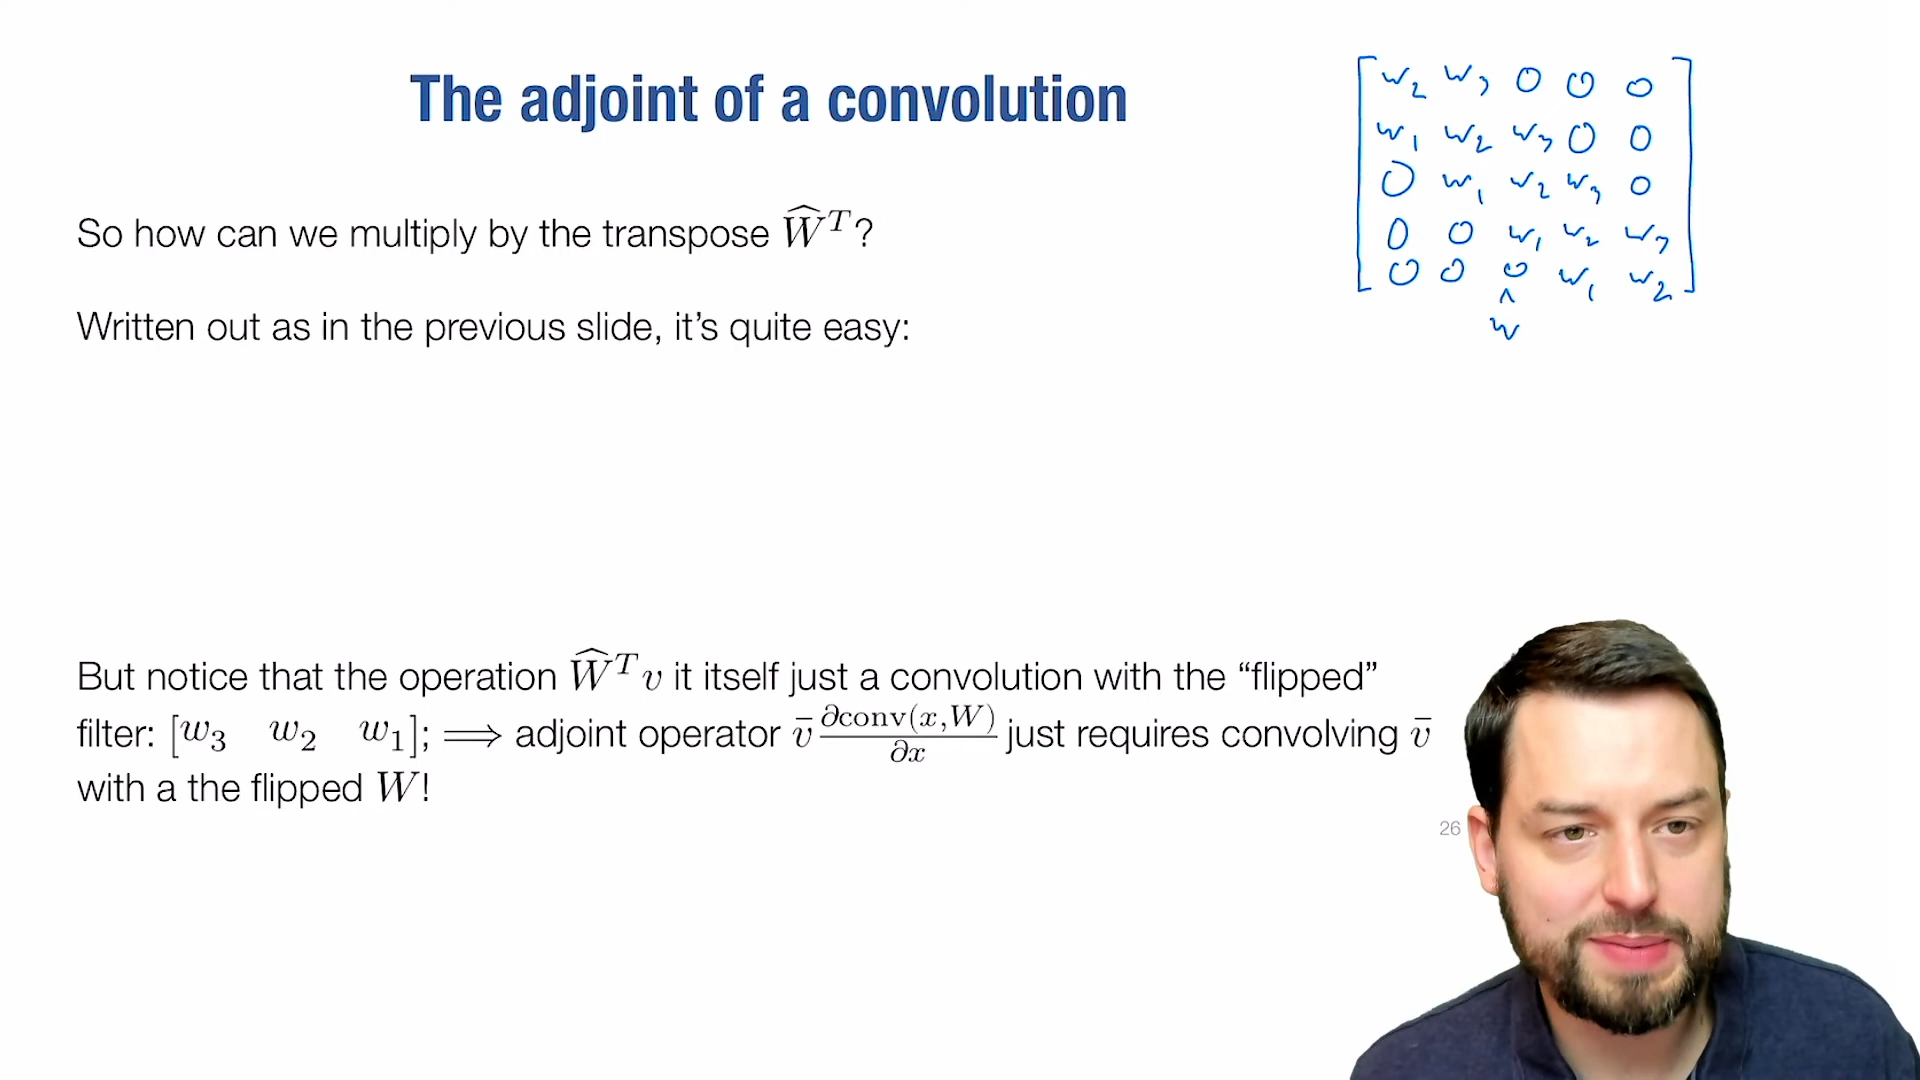 The adjoint of a convolution
w₂ w₃ 0 0 0
w₁ w₂ w₃ 0 0
0 w₁ w₂ w₃ 0
0 0 w₁ w₂ w₃
0 0 0 w₁ w₂
ŵ
So how can we multiply by the transpose Ŵᵀ?
Written out as in the previous slide, it's quite easy:
But notice that the operation Ŵᵀv it itself just a convolution with the “flipped”
filter: [w₃ w₂ w₁]; ⟹ adjoint operator v̄ ∂conv(x,W)/∂x just requires convolving v̄
with a the flipped W!
26